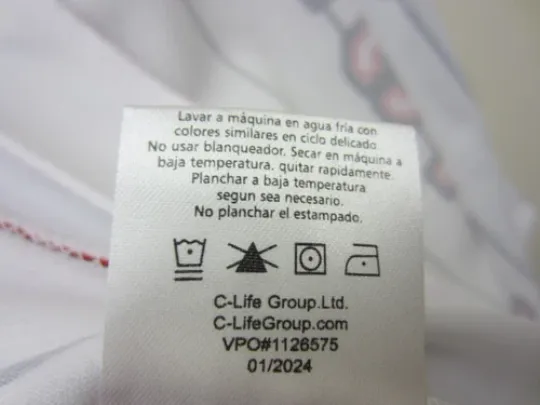 Lavar a máquina en agua fría con
colores similares en ciclo delicado.
No usar blanqueador. Secar en máquina a
baja temperatura, quitar rapidamente.
Planchar a baja temperatura
segun sea necesario.
No planchar el estampado.
C-Life Group.Ltd.
C-LifeGroup.com
VPO#1126575
01/2024